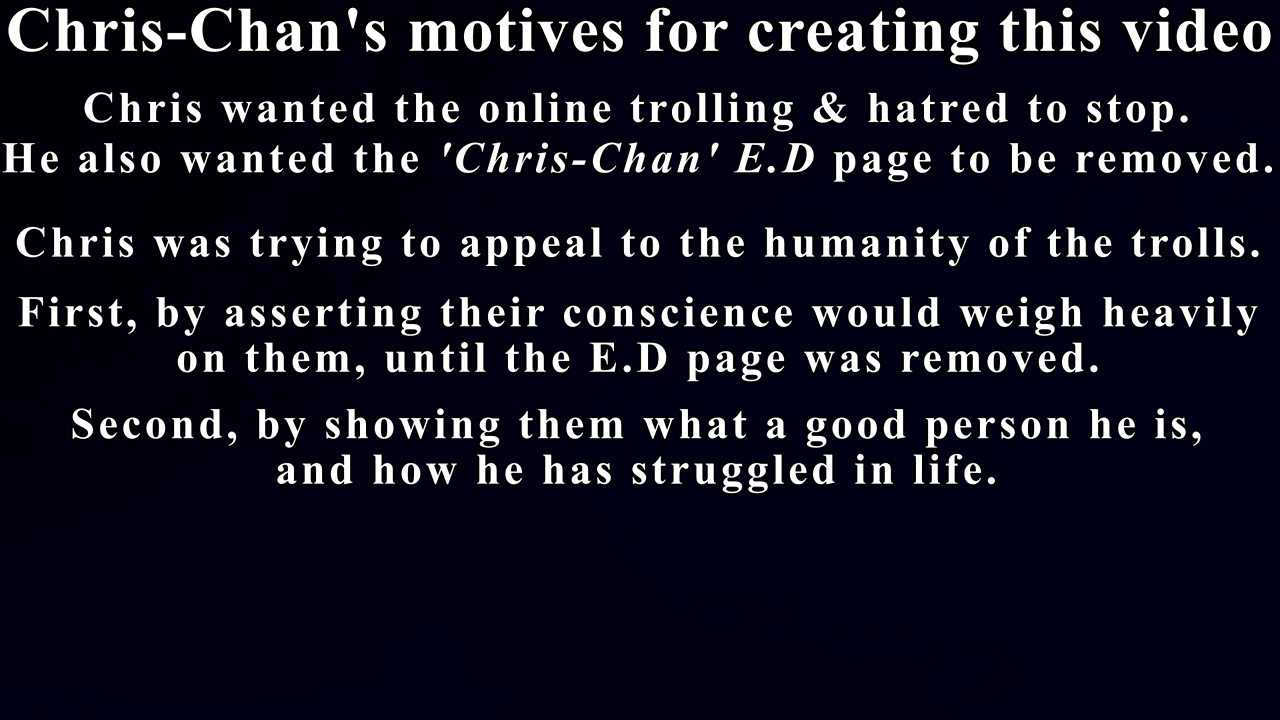 Chris-Chan's motives for creating this video
Chris wanted the online trolling & hatred to stop.
He also wanted the 'Chris-Chan' E.D page to be removed.
Chris was trying to appeal to the humanity of the trolls.
First, by asserting their conscience would weigh heavily
on them, until the E.D page was removed.
Second, by showing them what a good person he is,
and how he has struggled in life.